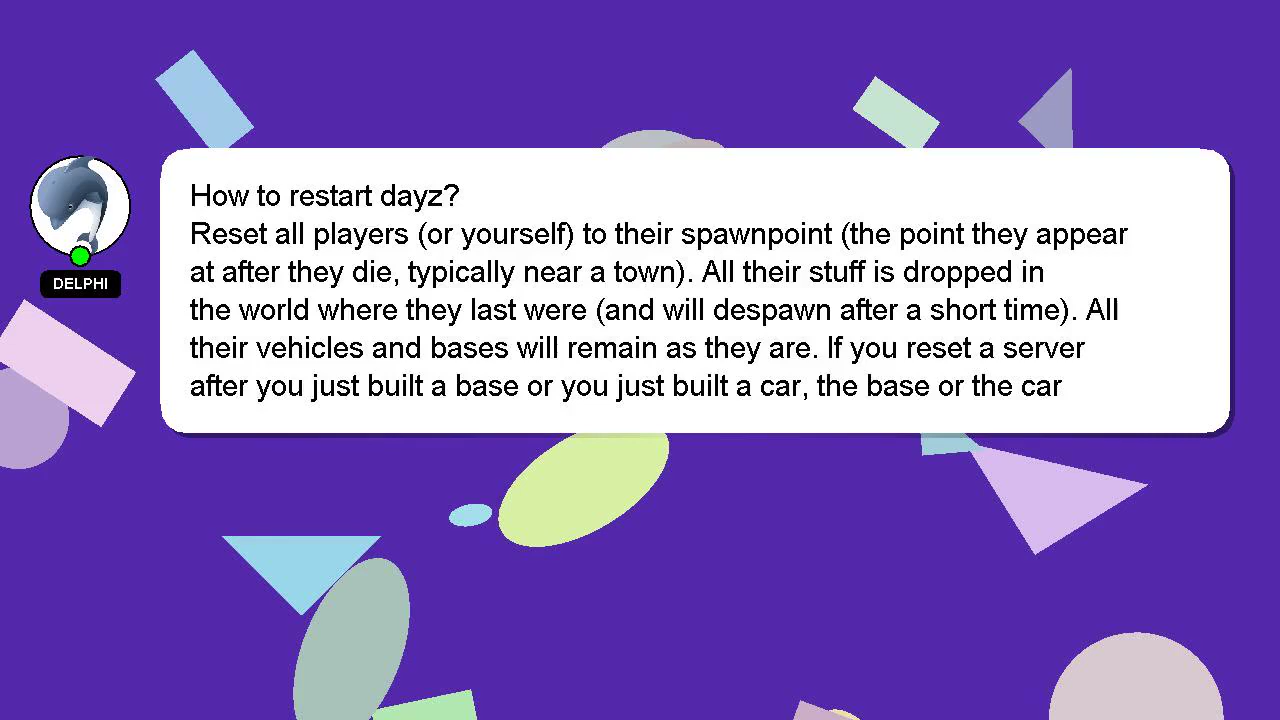 How to restart dayz?
Reset all players (or yourself) to their spawnpoint (the point they appear
at after they die, typically near a town). All their stuff is dropped in
the world where they last were (and will despawn after a short time). All
their vehicles and bases will remain as they are. If you reset a server
after you just built a base or you just built a car, the base or the car
DELPHI